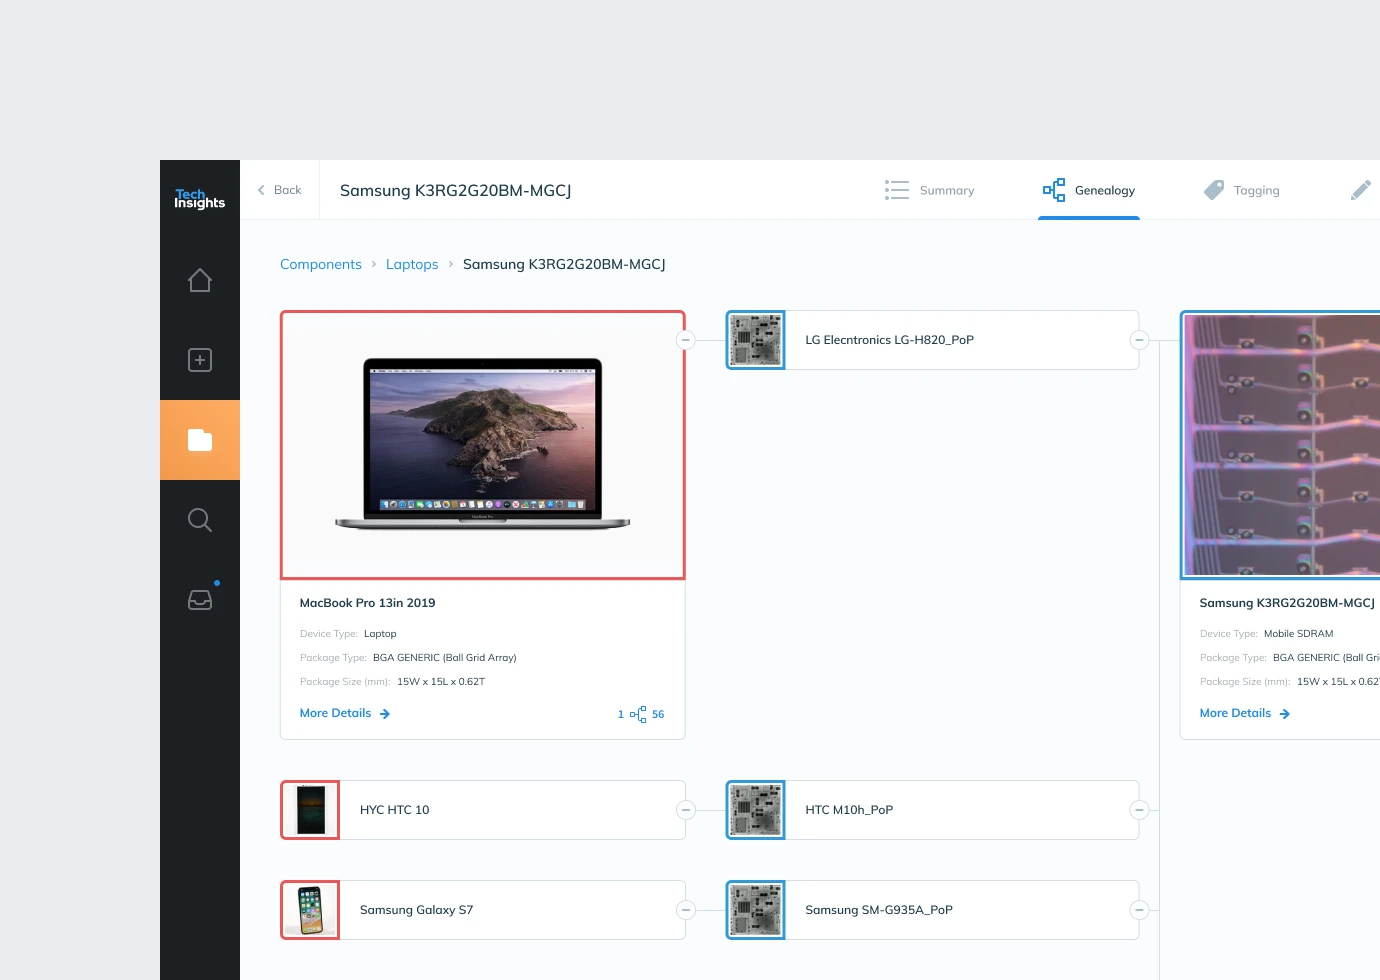 Tech
Insights
Back
Samsung K3RG2G20BM-MGCJ
Summary
Genealogy
Tagging
Components > Laptops > Samsung K3RG2G20BM-MGCJ
LG Elecntronics LG-H820_PoP
MacBook Pro 13in 2019
Device Type: Laptop
Package Type: BGA GENERIC (Ball Grid Array)
Package Size (mm): 15W x 15L x 0.62T
More Details
1 56
Samsung K3RG2G20BM-MGCJ
Device Type: Mobile SDRAM
Package Type: BGA GENERIC (Ball Gri
Package Size (mm): 15W x 15L x 0.62
More Details
HYC HTC 10
HTC M10h_PoP
Samsung Galaxy S7
Samsung SM-G935A_PoP